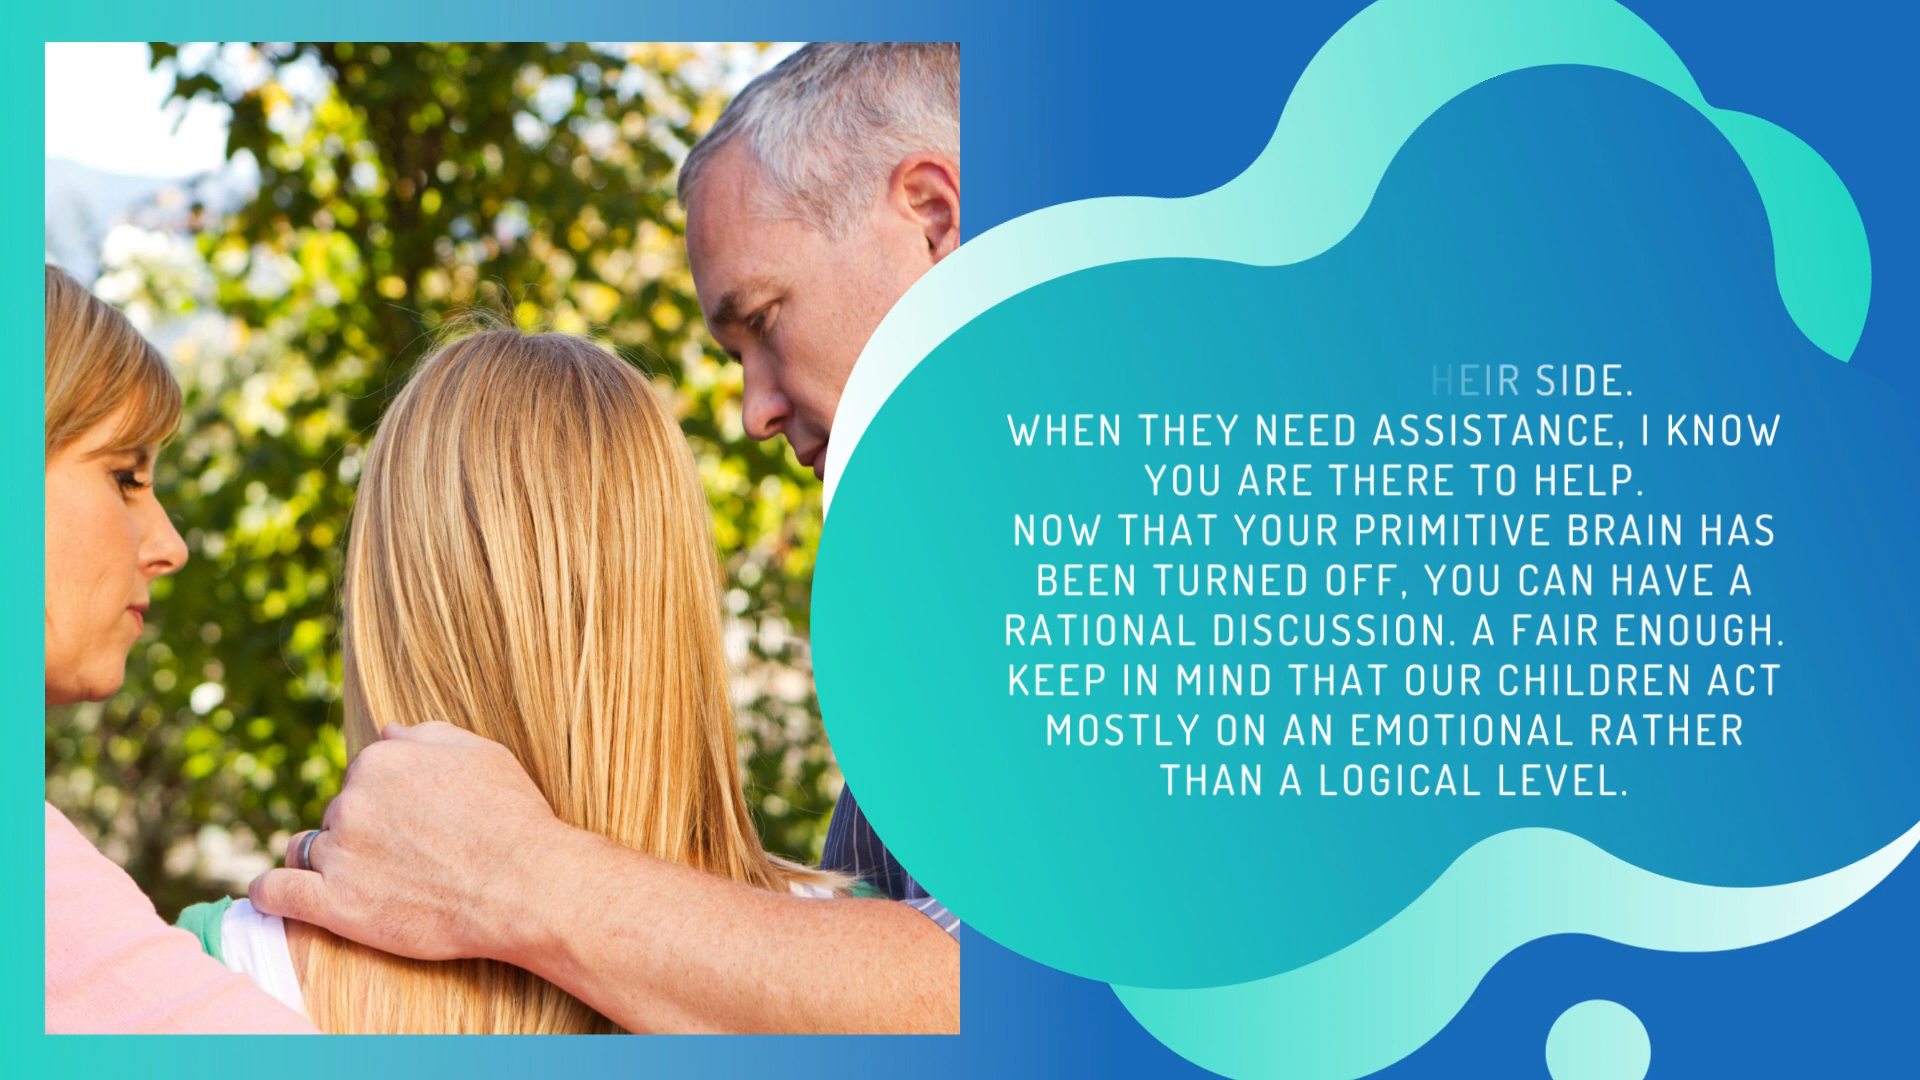 HEIR SIDE.
WHEN THEY NEED ASSISTANCE, I KNOW
YOU ARE THERE TO HELP.
NOW THAT YOUR PRIMITIVE BRAIN HAS
BEEN TURNED OFF, YOU CAN HAVE A
RATIONAL DISCUSSION. A FAIR ENOUGH.
KEEP IN MIND THAT OUR CHILDREN ACT
MOSTLY ON AN EMOTIONAL RATHER
THAN A LOGICAL LEVEL.